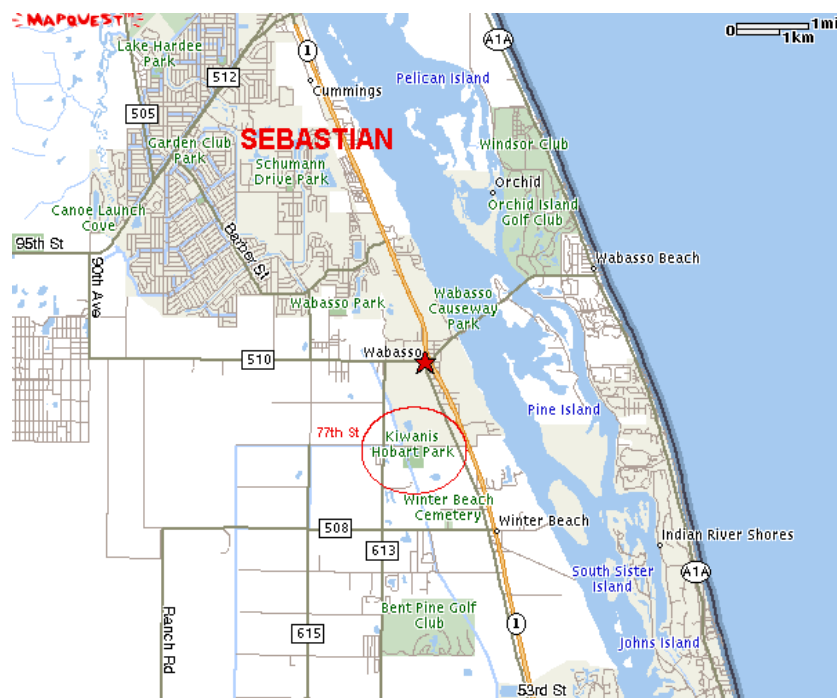 MAPQUEST
0 1mi
1km
Lake Hardee
Park
512
1
A1A
Pelican Island
Cummings
505
SEBASTIAN
Garden Club
Park
Schumann
Drive Park
Windsor Club
Orchid
Orchid Island
Golf Club
Canoe Launch
Cove
95th St
Barber St
90th Ave
Wabasso Beach
Wabasso Park
Wabasso
Causeway
Park
510
Wabasso
Pine Island
77th St
Kiwanis
Hobart Park
Winter Beach
Cemetery
508
Winter Beach
Indian River Shores
613
South Sister
Island
A1A
Ranch Rd
Bent Pine Golf
Club
615
1
Johns Island
53rd St